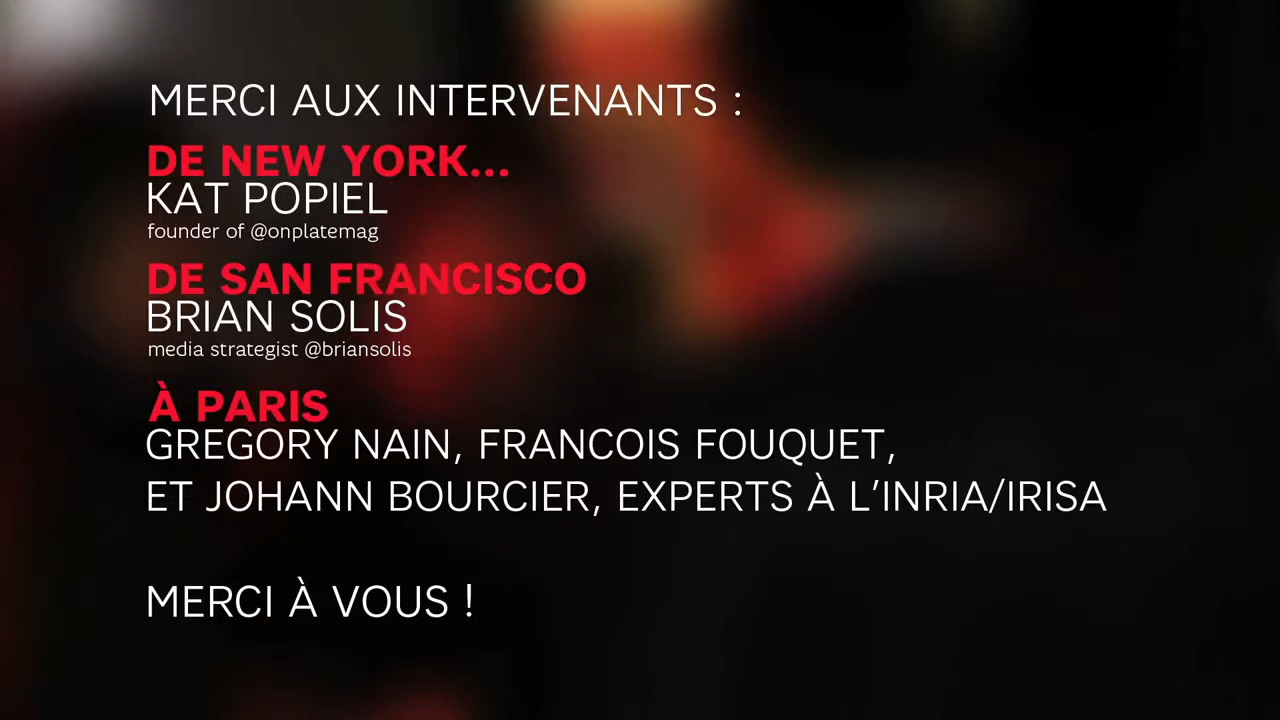 MERCI AUX INTERVENANTS :
DE NEW YORK...
KAT POPIEL
founder of @onplatemag
DE SAN FRANCISCO
BRIAN SOLIS
media strategist @briansolis
À PARIS
GREGORY NAIN, FRANCOIS FOUQUET,
ET JOHANN BOURCIER, EXPERTS À L’INRIA/IRISA
MERCI À VOUS !